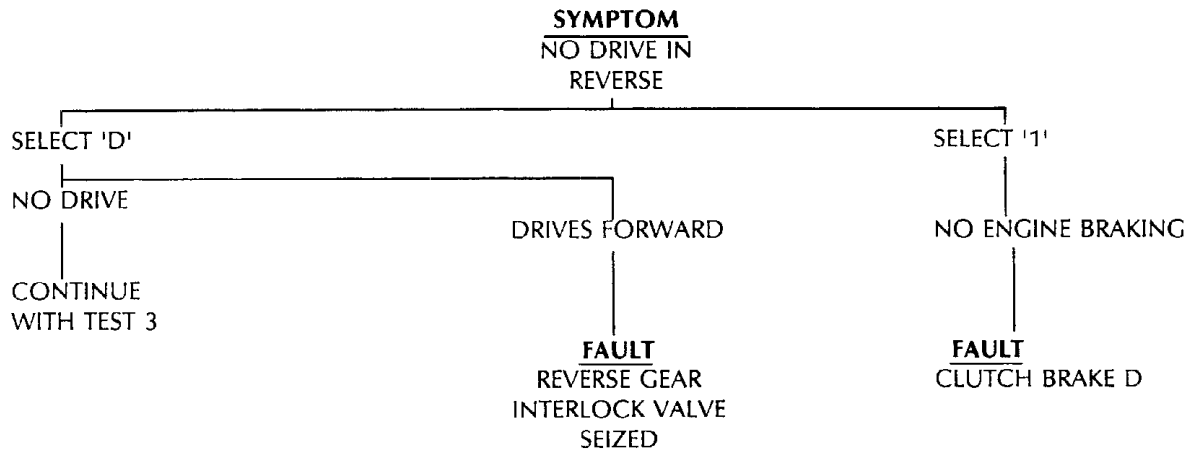 SYMPTOM
NO DRIVE IN
REVERSE
SELECT 'D'
SELECT '1'
NO DRIVE
DRIVES FORWARD
NO ENGINE BRAKING
CONTINUE
WITH TEST 3
FAULT
REVERSE GEAR
INTERLOCK VALVE
SEIZED
FAULT
CLUTCH BRAKE D